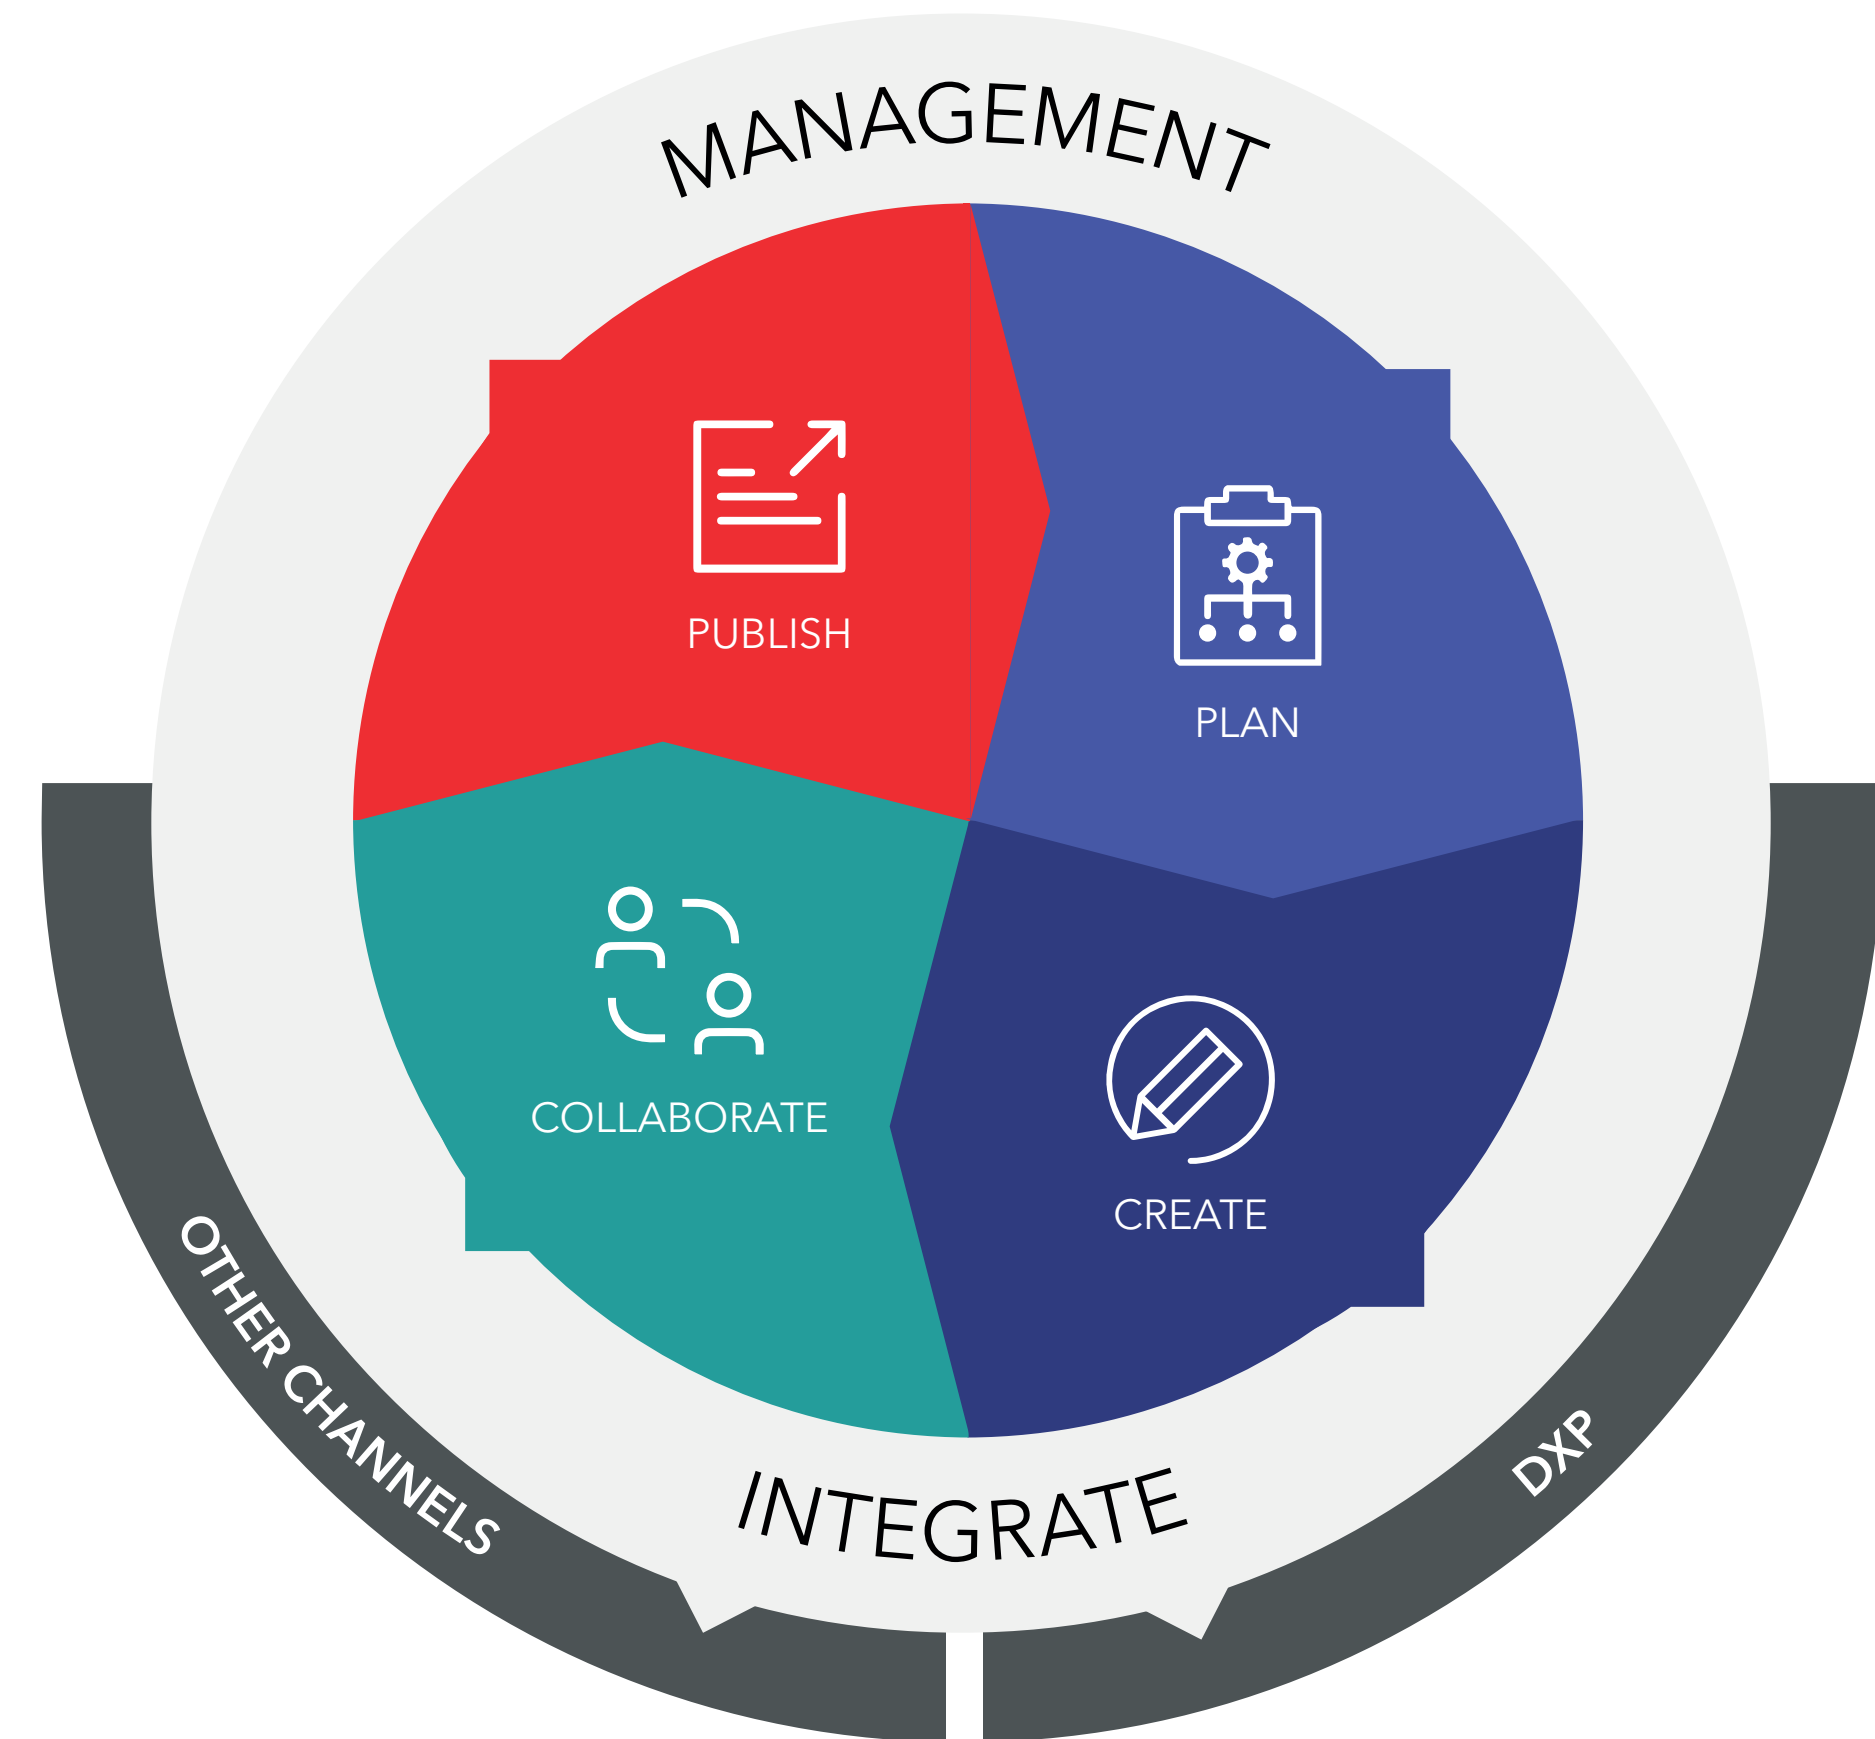 MANAGEMENT
PUBLISH
PLAN
COLLABORATE
CREATE
OTHER CHANNELS
DXP
INTEGRATE